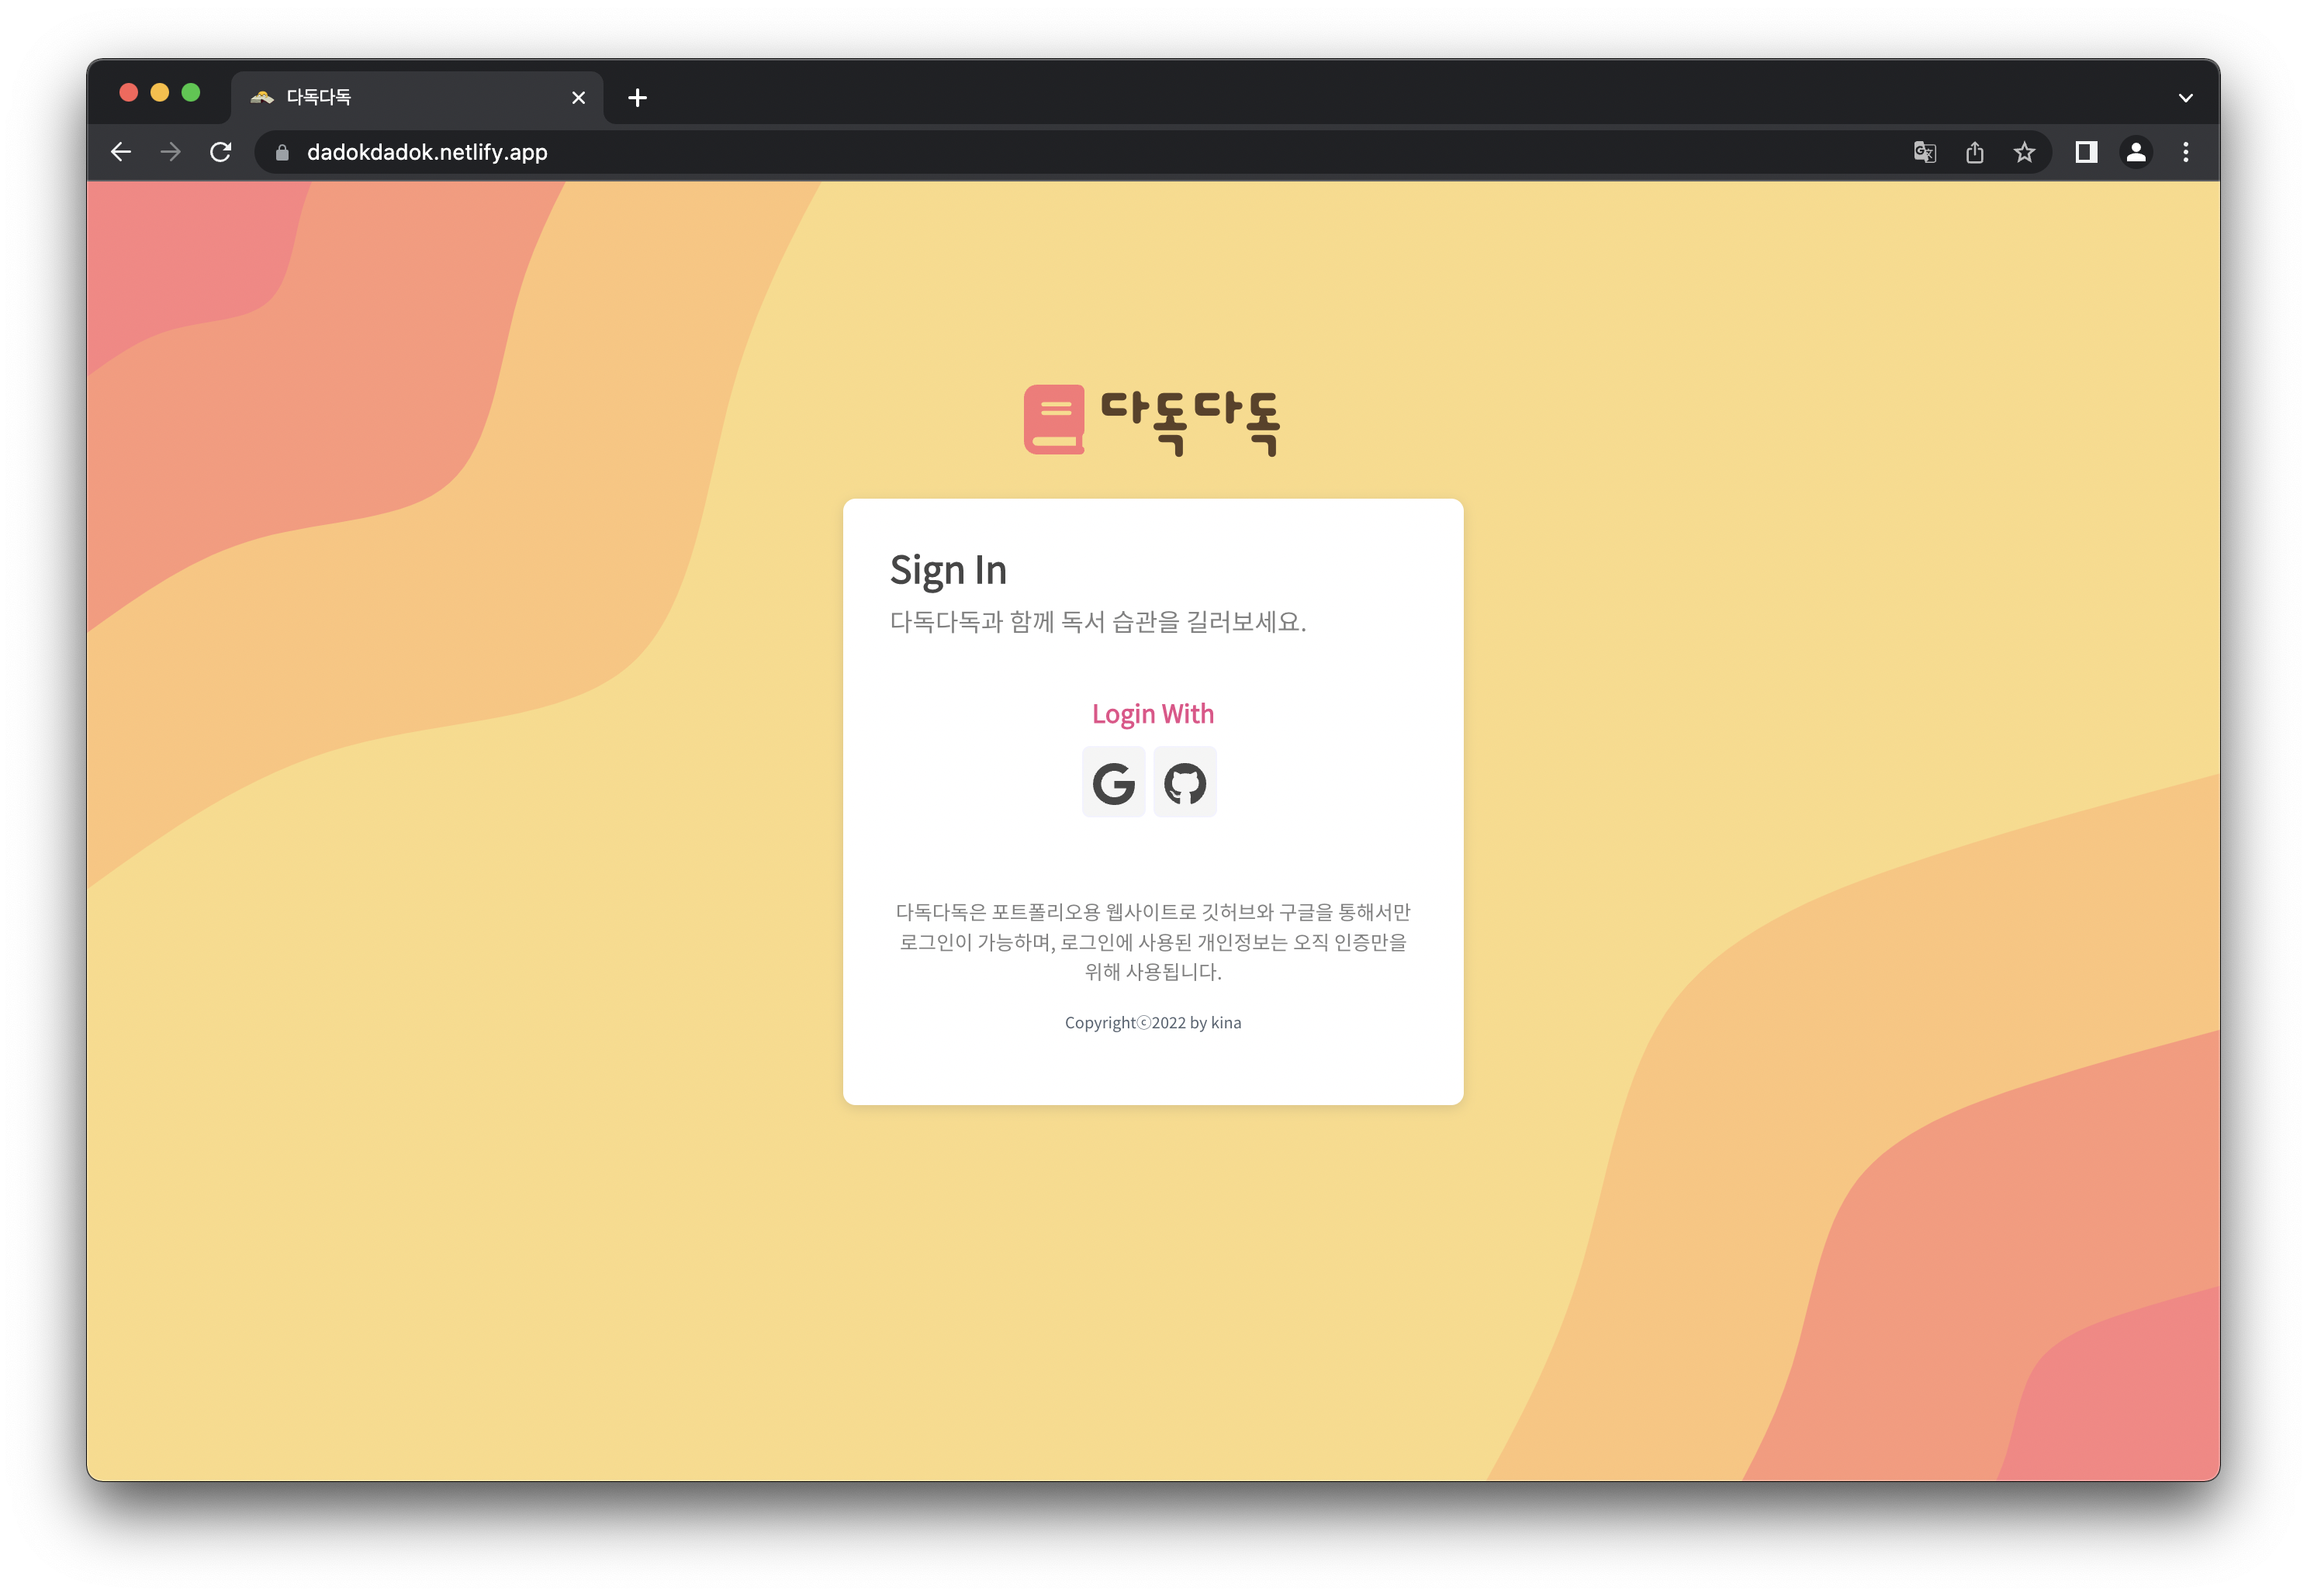 다독다독
dadokdadok.netlify.app
다독다독
Sign In
다독다독과 함께 독서 습관을 길러보세요.
Login With
다독다독은 포트폴리오용 웹사이트로 깃허브와 구글을 통해서만
로그인이 가능하며, 로그인에 사용된 개인정보는 오직 인증만을
위해 사용됩니다.
Copyrightⓒ2022 by kina